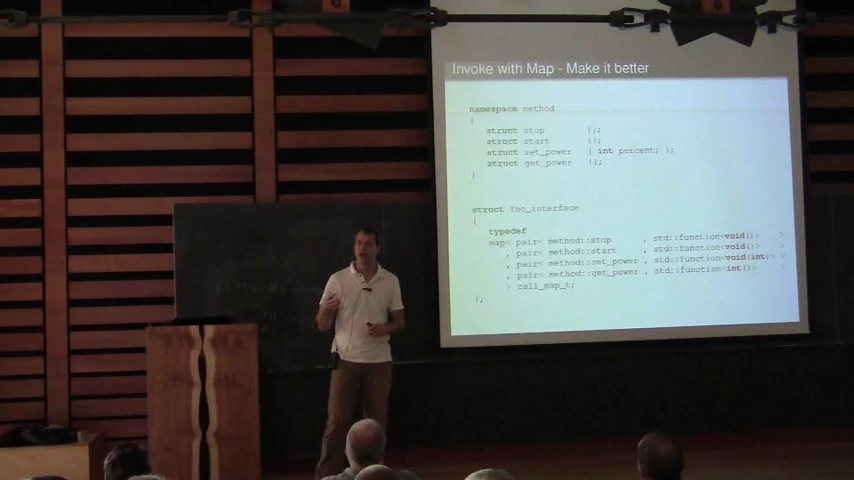 Invoke with Map - Make it better
namespace method
{
struct stop {};
struct start {};
struct set_power { int percent; };
struct get_power {};
}
struct foo_interface
{
typedef
map< pair< method::stop , std::function<void()> >
, pair< method::start , std::function<void()> >
, pair< method::set_power , std::function<void(int)> >
, pair< method::get_power , std::function<int()> >
> call_map_t;
};